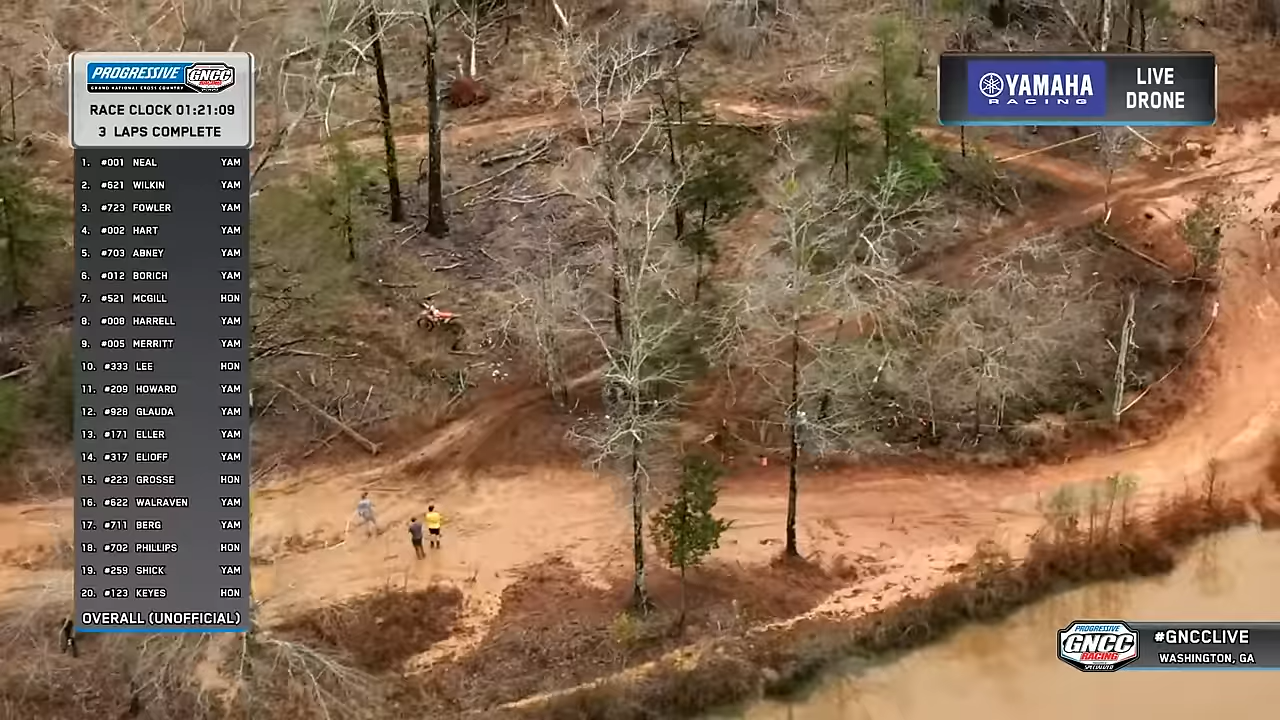 PROGRESSIVE GNCC RACING
GRAND NATIONAL CROSS COUNTRY
RACE CLOCK 01:21:09
3 LAPS COMPLETE
1. #001 NEAL YAM
2. #621 WILKIN YAM
3. #723 FOWLER YAM
4. #002 HART YAM
5. #703 ABNEY YAM
6. #012 BORICH YAM
7. #521 MCGILL HON
8. #008 HARRELL YAM
9. #005 MERRITT YAM
10. #333 LEE HON
11. #209 HOWARD YAM
12. #928 GLAUDA YAM
13. #171 ELLER YAM
14. #317 ELIOFF YAM
15. #223 GROSSE HON
16. #622 WALRAVEN YAM
17. #711 BERG YAM
18. #702 PHILLIPS HON
19. #259 SHICK YAM
20. #123 KEYES HON
OVERALL (UNOFFICIAL)
YAMAHA
RACING
LIVE
DRONE
PROGRESSIVE
GNCC
RACING
SPECIALIZED
#GNCCLIVE
WASHINGTON, GA